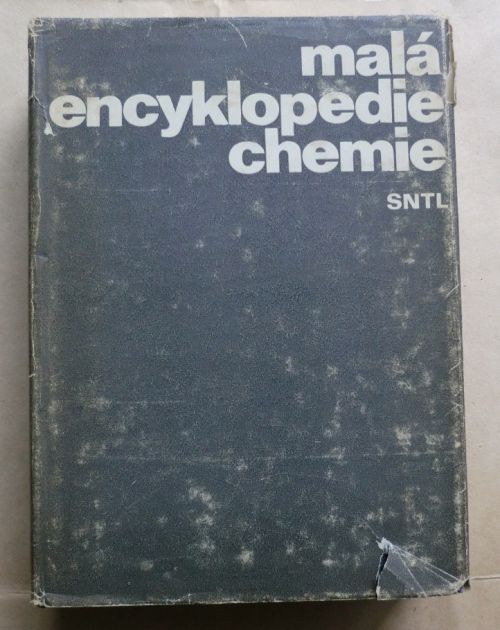 malá
encyklopedie
chemie
SNTL